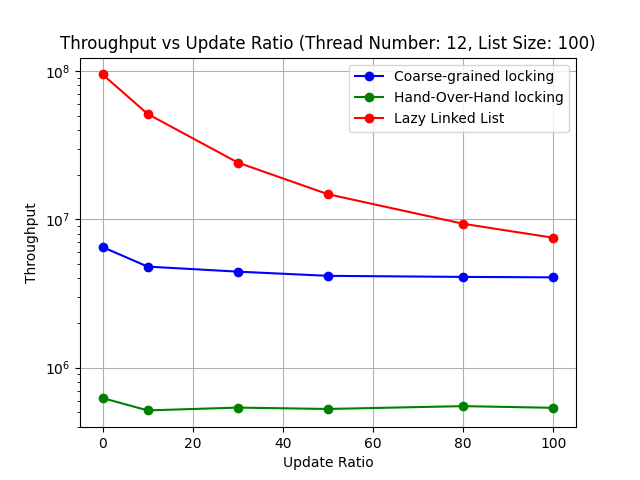 Throughput vs Update Ratio (Thread Number: 12, List Size: 100)
10^8
10^7
10^6
Throughput
Coarse-grained locking
Hand-Over-Hand locking
Lazy Linked List
0 20 40 60 80 100
Update Ratio